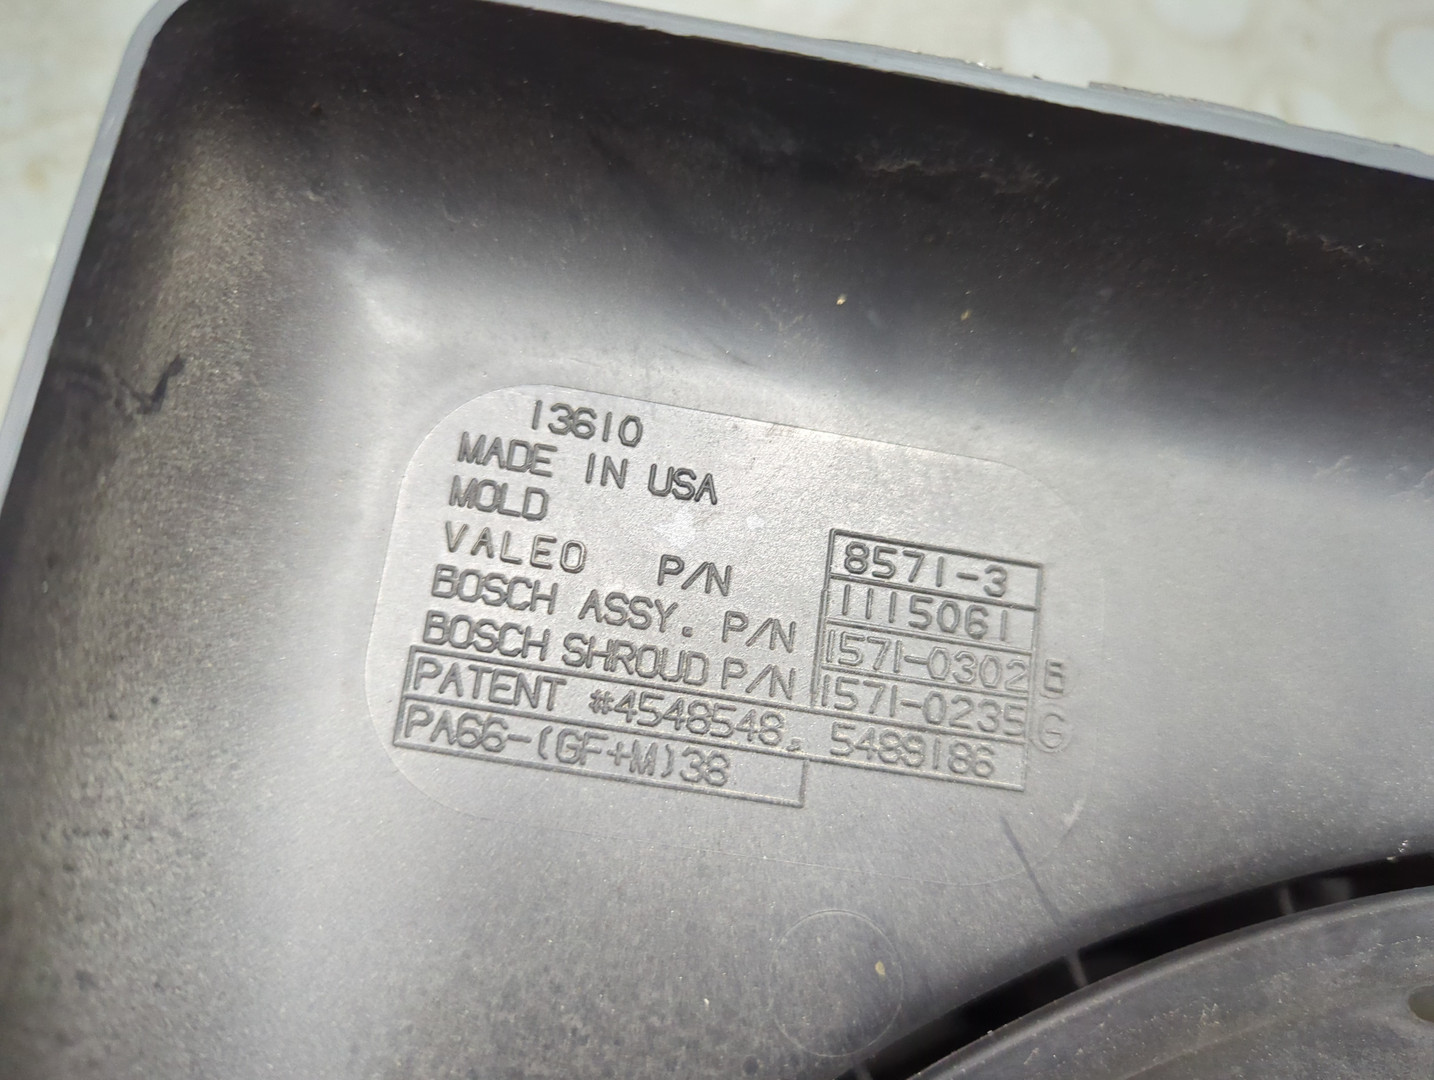 13610
MADE IN USA
MOLD 8571-3
VALEO P/N 1115061
BOSCH ASSY. P/N 1571-0302 B
BOSCH SHROUD P/N 1571-0235 G
PATENT #4548548, 5489186
PA66-(GF+M)38